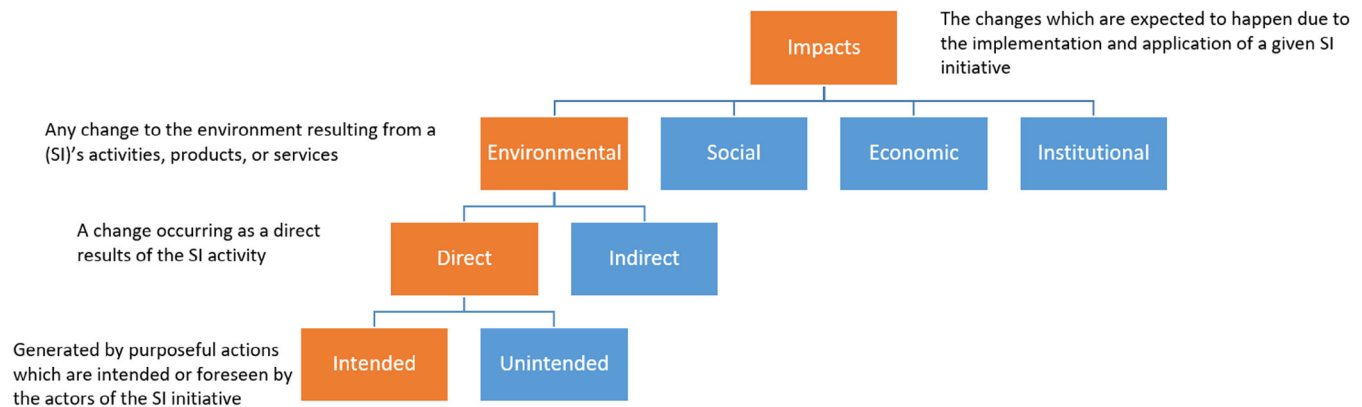 The changes which are expected to happen due to
the implementation and application of a given SI
initiative
Impacts
Any change to the environment resulting from a
(SI)’s activities, products, or services
Environmental
Social
Economic
Institutional
A change occurring as a direct
results of the SI activity
Direct
Indirect
Generated by purposeful actions
which are intended or foreseen by
the actors of the SI initiative
Intended
Unintended